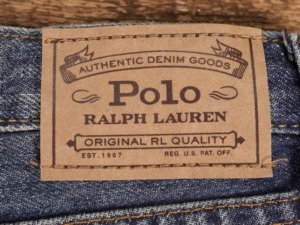 AUTHENTIC DENIM GOODS
Polo
RALPH LAUREN
ORIGINAL RL QUALITY
EST. 1967 REG. U.S. PAT. OFF.